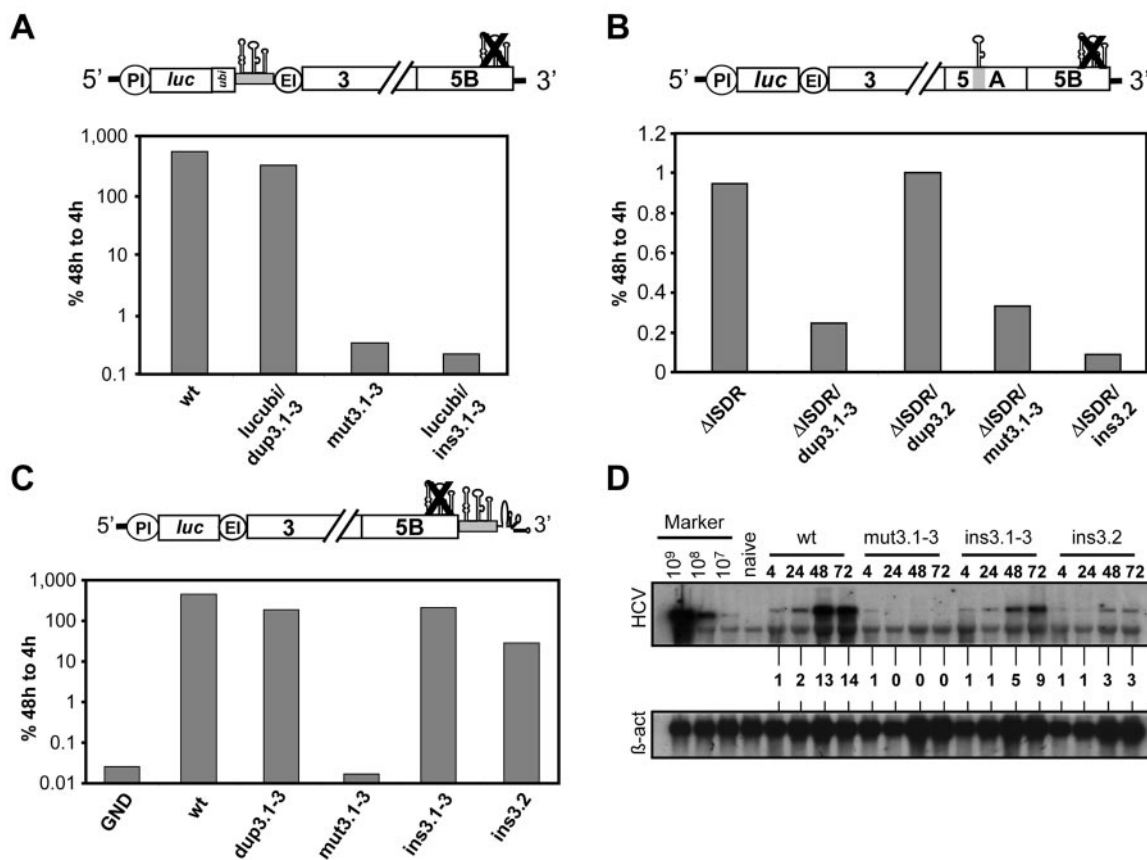 A
5' PI luc ubi EI 3 5B 3'
% 48h to 4h
1,000
100
10
1
0.1
wt
lucubi/
dup3.1-3
mut3.1-3
lucubi/
ins3.1-3
B
5' PI luc EI 3 5 A 5B 3'
% 48h to 4h
1.2
1
0.8
0.6
0.4
0.2
0
ΔISDR
ΔISDR/
dup3.1-3
ΔISDR/
dup3.2
ΔISDR/
mut3.1-3
ΔISDR/
ins3.2
C
5' PI luc EI 3 5B 3'
% 48h to 4h
1,000
100
10
1
0.1
0.01
GND
wt
dup3.1-3
mut3.1-3
ins3.1-3
ins3.2
D
Marker wt mut3.1-3 ins3.1-3 ins3.2
10⁹ 10⁸ 10⁷ naive 4 24 48 72 4 24 48 72 4 24 48 72 4 24 48 72
HCV
1 2 13 14 1 0 0 0 1 1 5 9 1 1 3 3
ß-act